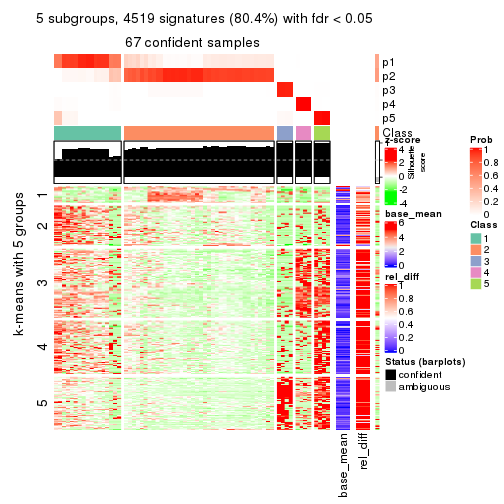 5 subgroups, 4519 signatures (80.4%) with fdr < 0.05
67 confident samples
p1
p2
p3
p4
p5
Class
Silhouette
score
k-means with 5 groups
1
2
3
4
5
base_mean
rel_diff
z-score
4
2
0
-2
-4
base_mean
6
4
2
0
rel_diff
1
0.8
0.6
0.4
0.2
0
Status (barplots)
confident
ambiguous
Prob
1
0.8
0.6
0.4
0.2
0
Class
1
2
3
4
5